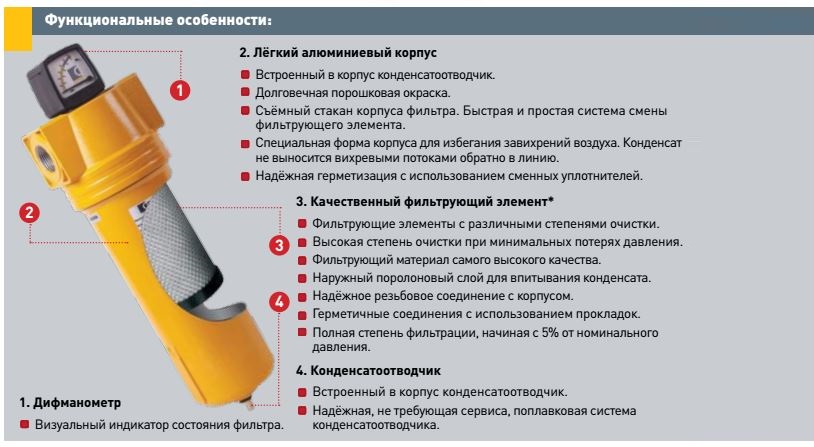 Функциональные особенности:
1
2
3
4
2. Лёгкий алюминиевый корпус
Встроенный в корпус конденсатоотводчик.
Долговечная порошковая окраска.
Съёмный стакан корпуса фильтра. Быстрая и простая система смены
фильтрующего элемента.
Специальная форма корпуса для избегания завихрений воздуха. Конденсат
не выносится вихревыми потоками обратно в линию.
Надёжная герметизация с использованием сменных уплотнителей.
3. Качественный фильтрующий элемент*
Фильтрующие элементы с различными степенями очистки.
Высокая степень очистки при минимальных потерях давления.
Фильтрующий материал самого высокого качества.
Наружный поролоновый слой для впитывания конденсата.
Надёжное резьбовое соединение с корпусом.
Герметичные соединения с использованием прокладок.
Полная степень фильтрации, начиная с 5% от номинального
давления.
4. Конденсатоотводчик
Встроенный в корпус конденсатоотводчик.
Надёжная, не требующая сервиса, поплавковая система
конденсатоотводчика.
1. Дифманометр
Визуальный индикатор состояния фильтра.